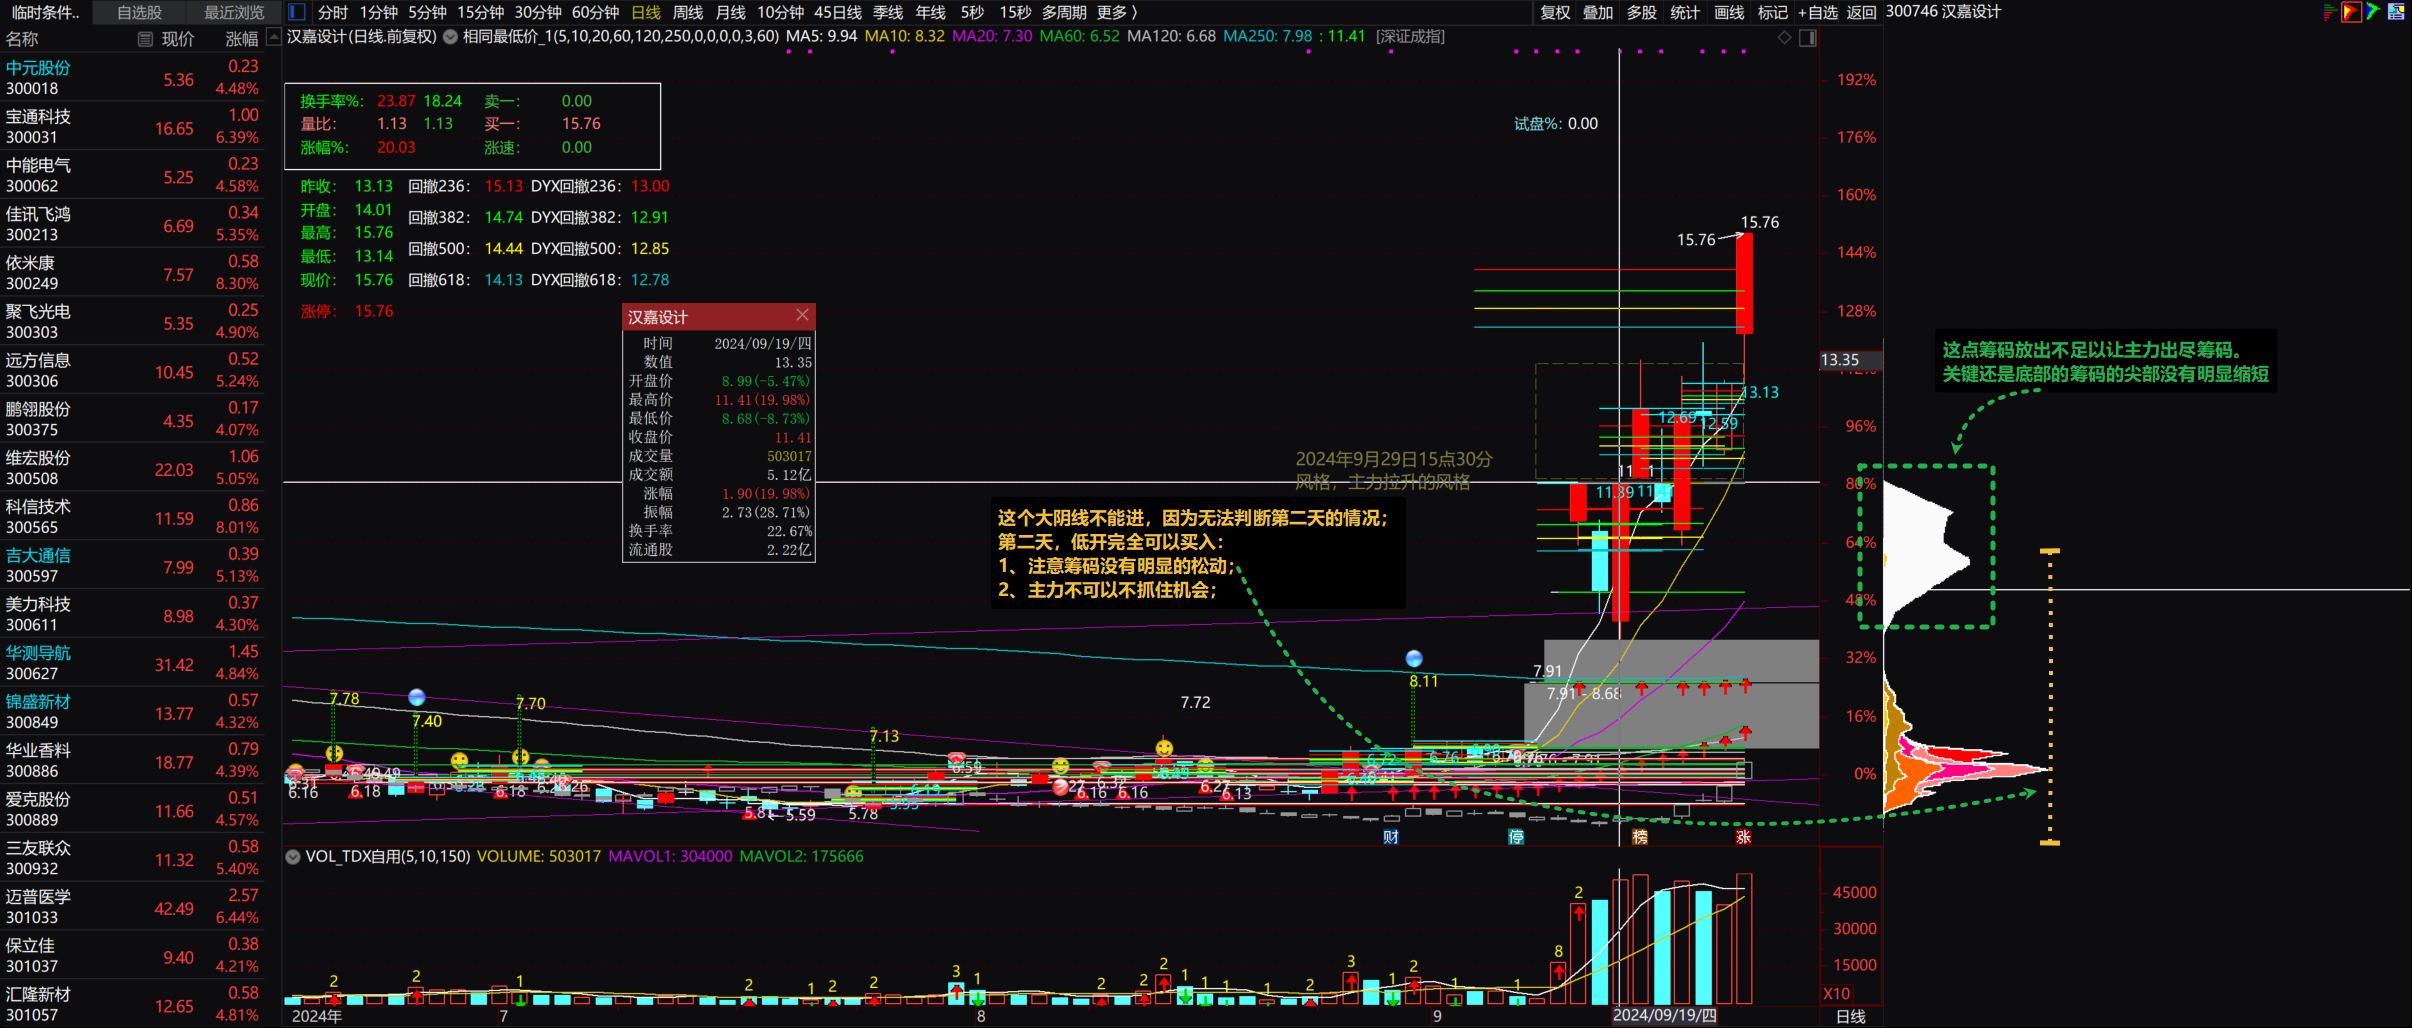 临时条件..
自选股
最近浏览
分时 1分钟 5分钟 15分钟 30分钟 60分钟 日线 周线 月线 10分钟 45日线 季线 年线 5秒 15秒 多周期 更多 〉
复权 叠加 多股 统计 画线 标记 +自选 返回
300746 汉嘉设计
名称 现价 涨幅
中元股份 0.23
300018 5.36 4.48%
宝通科技 1.00
300031 16.65 6.39%
中能电气 0.23
300062 5.25 4.58%
佳讯飞鸿 0.34
300213 6.69 5.35%
依米康 0.58
300249 7.57 8.30%
聚飞光电 0.25
300303 5.35 4.90%
远方信息 0.52
300306 10.45 5.24%
鹏翎股份 0.17
300375 4.35 4.07%
维宏股份 1.06
300508 22.03 5.05%
科信技术 0.86
300565 11.59 8.01%
吉大通信 0.39
300597 7.99 5.13%
美力科技 0.37
300611 8.98 4.30%
华测导航 1.45
300627 31.42 4.84%
锦盛新材 0.57
300849 13.77 4.32%
华业香料 0.79
300886 18.77 4.39%
爱克股份 0.51
300889 11.66 4.57%
三友联众 0.58
300932 11.32 5.40%
迈普医学 2.57
301033 42.49 6.44%
保立佳 0.38
301037 9.40 4.21%
汇隆新材 0.58
301057 12.65 4.81%
汉嘉设计(日线.前复权) 相同最低价_1(5,10,20,60,120,250,0,0,0,0,3,60) MA5: 9.94 MA10: 8.32 MA20: 7.30 MA60: 6.52 MA120: 6.68 MA250: 7.98 : 11.41 [深证成指]
换手率%: 23.87 18.24 卖一: 0.00
量比: 1.13 1.13 买一: 15.76
涨幅%: 20.03 涨速: 0.00
昨收: 13.13 回撤236: 15.13 DYX回撤236: 13.00
开盘: 14.01
回撤382: 14.74 DYX回撤382: 12.91
最高: 15.76
回撤500: 14.44 DYX回撤500: 12.85
最低: 13.14
现价: 15.76 回撤618: 14.13 DYX回撤618: 12.78
涨停: 15.76
汉嘉设计
时间 2024/09/19/四
数值 13.35
开盘价 8.99(-5.47%)
最高价 11.41(19.98%)
最低价 8.68(-8.73%)
收盘价 11.41
成交量 503017
成交额 5.12亿
涨幅 1.90(19.98%)
振幅 2.73(28.71%)
换手率 22.67%
流通股 2.22亿
试盘%: 0.00
15.76
15.76
13.13
12.69
12.59
11.39
2024年9月29日15点30分
风格，主力拉升的风格
这个大阴线不能进，因为无法判断第二天的情况；
第二天，低开完全可以买入：
1、注意筹码没有明显的松动；
2、主力不可以不抓住机会；
这点筹码放出不足以让主力出尽筹码。
关键还是底部的筹码的尖部没有明显缩短
192%
176%
160%
144%
128%
13.35
112%
96%
80%
64%
48%
32%
16%
0%
7.91
7.91 - 8.68
8.11
7.72
7.78
7.40
7.70
7.13
6.16
6.18
6.18
5.59
5.78
6.59
6.16
6.16
6.27
6.13
6.72
6.76
财 停 榜 涨
VOL_TDX自用(5,10,150) VOLUME: 503017 MAVOL1: 304000 MAVOL2: 175666
45000
30000
15000
X10
2 2 1 2 1 2 2 3 1 2 2 2 1 1 1 1 2 3 1 2 1 1 8 2
2024年 7 8 9 2024/09/19/四 日线